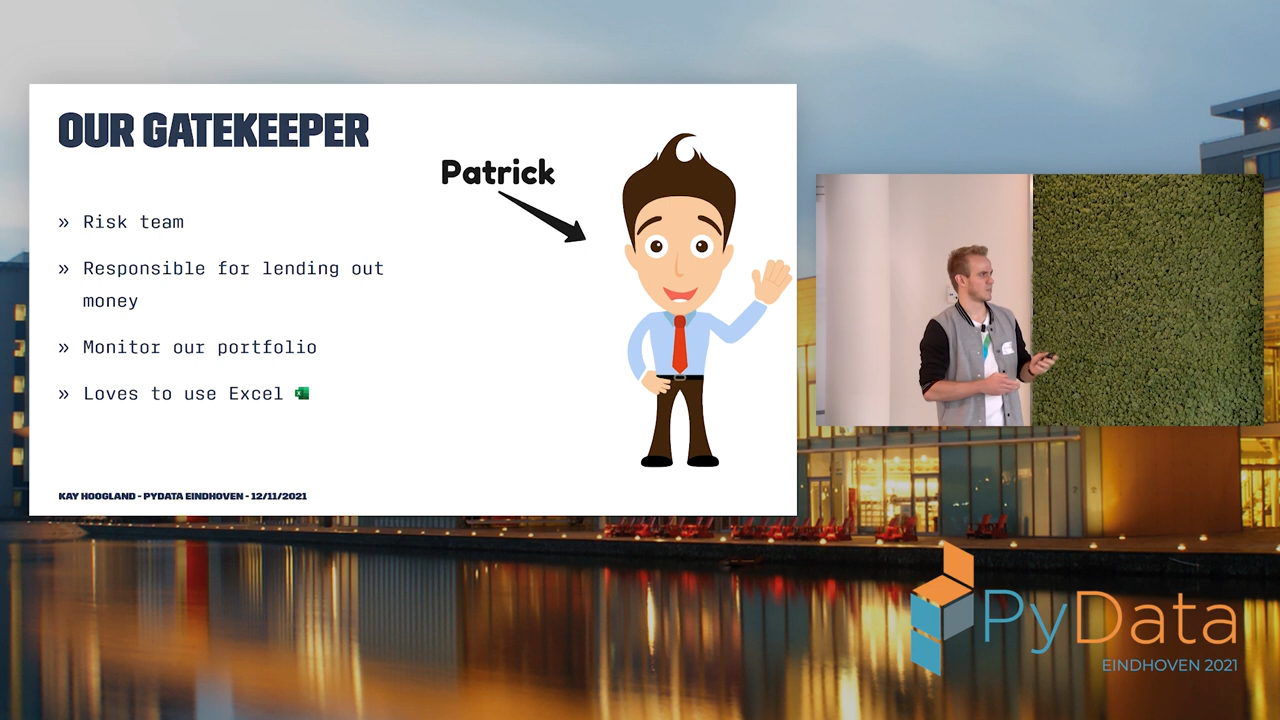 OUR GATEKEEPER
Patrick
» Risk team
» Responsible for lending out
money
» Monitor our portfolio
» Loves to use Excel
KAY HOOGLAND - PYDATA EINDHOVEN - 12/11/2021
PyData
EINDHOVEN 2021